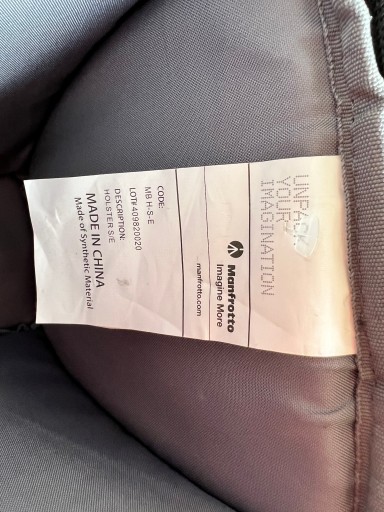 UNPACK
YOUR
IMAGINATION
Manfrotto
Imagine More
manfrotto.com
CODE:
MB H-S-E
LOT#409820020
DESCRIPTION:
HOLSTER S/E
MADE IN CHINA
Made of Synthetic Material